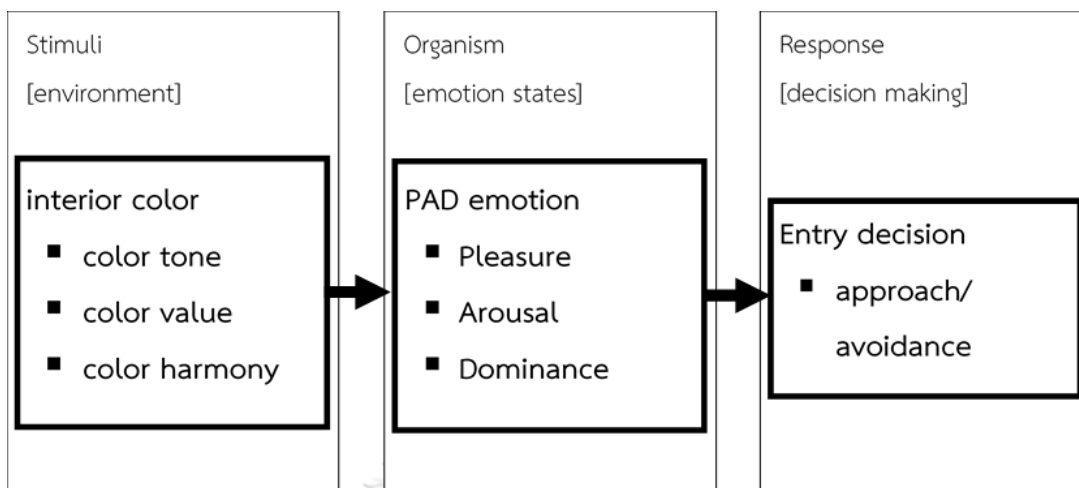 Stimuli
[environment]
interior color
▪ color tone
▪ color value
▪ color harmony
Organism
[emotion states]
PAD emotion
▪ Pleasure
▪ Arousal
▪ Dominance
Response
[decision making]
Entry decision
▪ approach/
avoidance